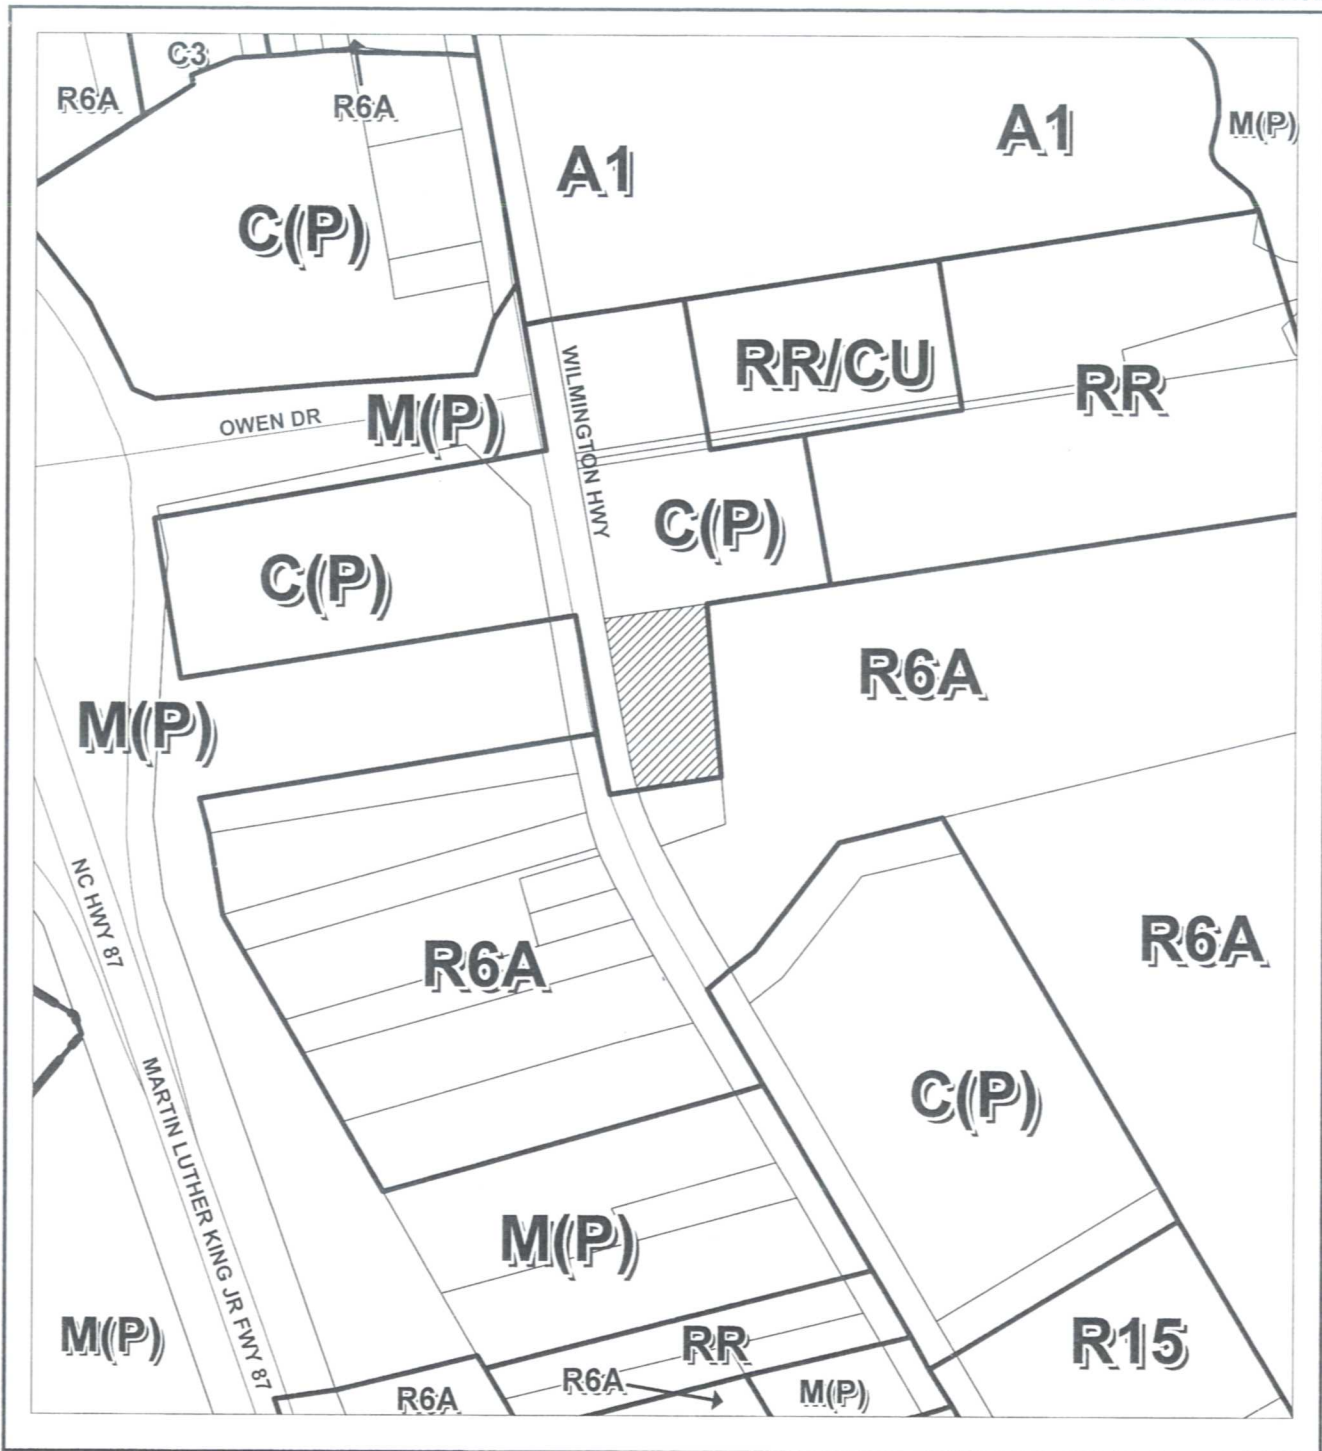 C3
R6A
R6A
A1
A1
M(P)
C(P)
WILMINGTON HWY
RR/CU
RR
OWEN DR
M(P)
C(P)
C(P)
R6A
M(P)
NC HWY 87
R6A
R6A
MARTIN LUTHER KING JR FWY 87
C(P)
M(P)
M(P)
RR
R15
R6A
R6A
M(P)